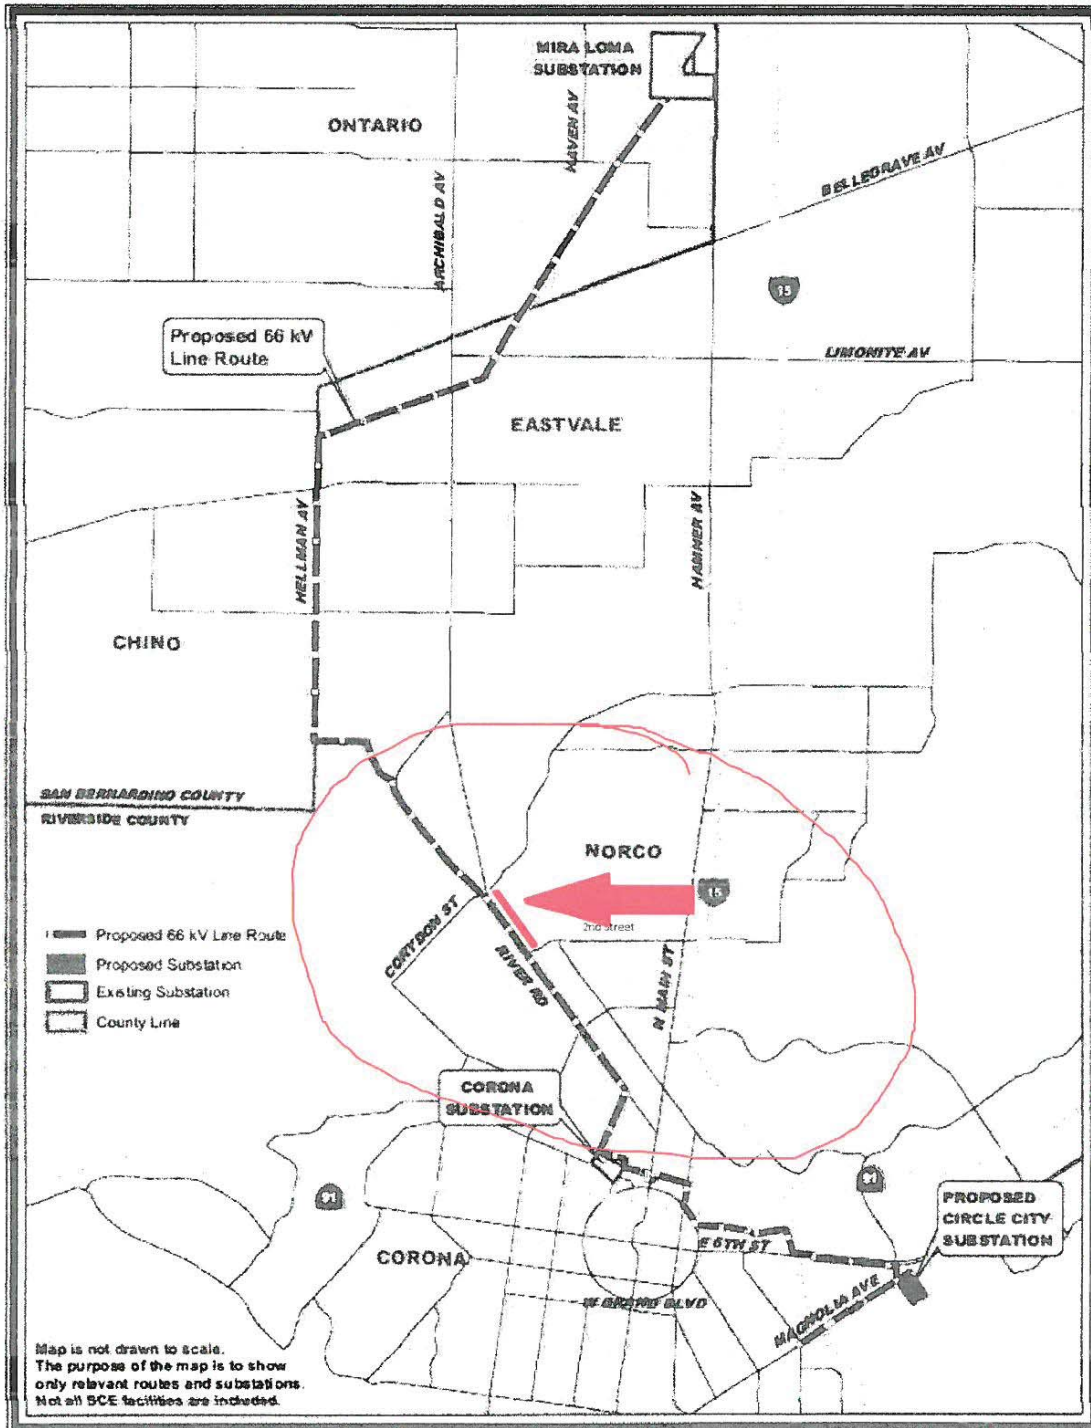 MIRA LOMA
SUBSTATION
ONTARIO
HAVEN AV
ARCHIBALD AV
BELLEGRAVE AV
15
Proposed 66 kV
Line Route
LIMONITE AV
EASTVALE
HELLMAN AV
HAMNER AV
CHINO
SAN BERNARDINO COUNTY
RIVERSIDE COUNTY
NORCO
15
2nd street
CORYDON ST
RIVER RD
N MAIN ST
Proposed 66 kV Line Route
Proposed Substation
Existing Substation
County Line
CORONA
SUBSTATION
91
91
PROPOSED
CIRCLE CITY
SUBSTATION
E 6TH ST
CORONA
W GRAND BLVD
MAGNOLIA AVE
Map is not drawn to scale.
The purpose of the map is to show
only relevant routes and substations.
Not all SCE facilities are included.